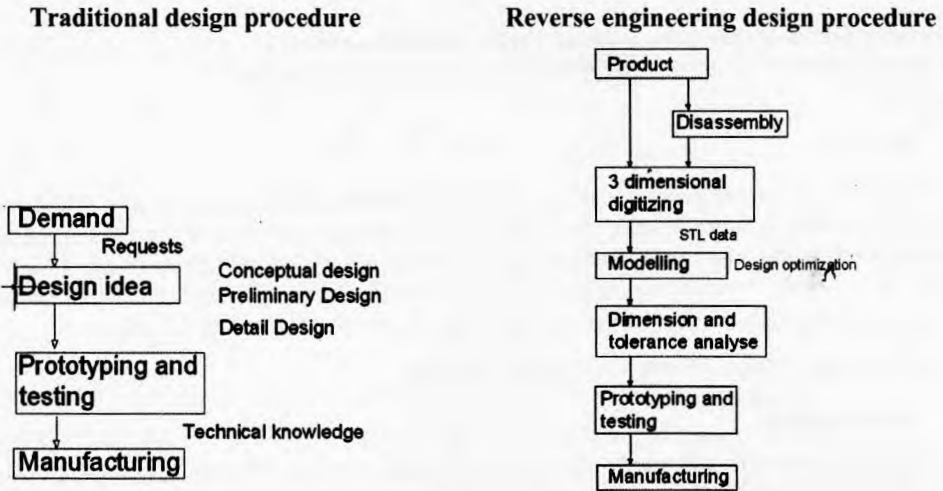 Traditional design procedure
Demand
Requests
Design idea
Conceptual design
Preliminary Design
Detail Design
Prototyping and
testing
Technical knowledge
Manufacturing
Reverse engineering design procedure
Product
Disassembly
3 dimensional
digitizing
STL data
Modelling
Design optimization
Dimension and
tolerance analyse
Prototyping and
testing
Manufacturing